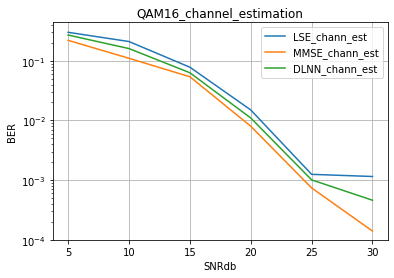 QAM16_channel_estimation
LSE_chann_est
MMSE_chann_est
DLNN_chann_est
BER
10⁻¹
10⁻²
10⁻³
10⁻⁴
5 10 15 20 25 30
SNRdb